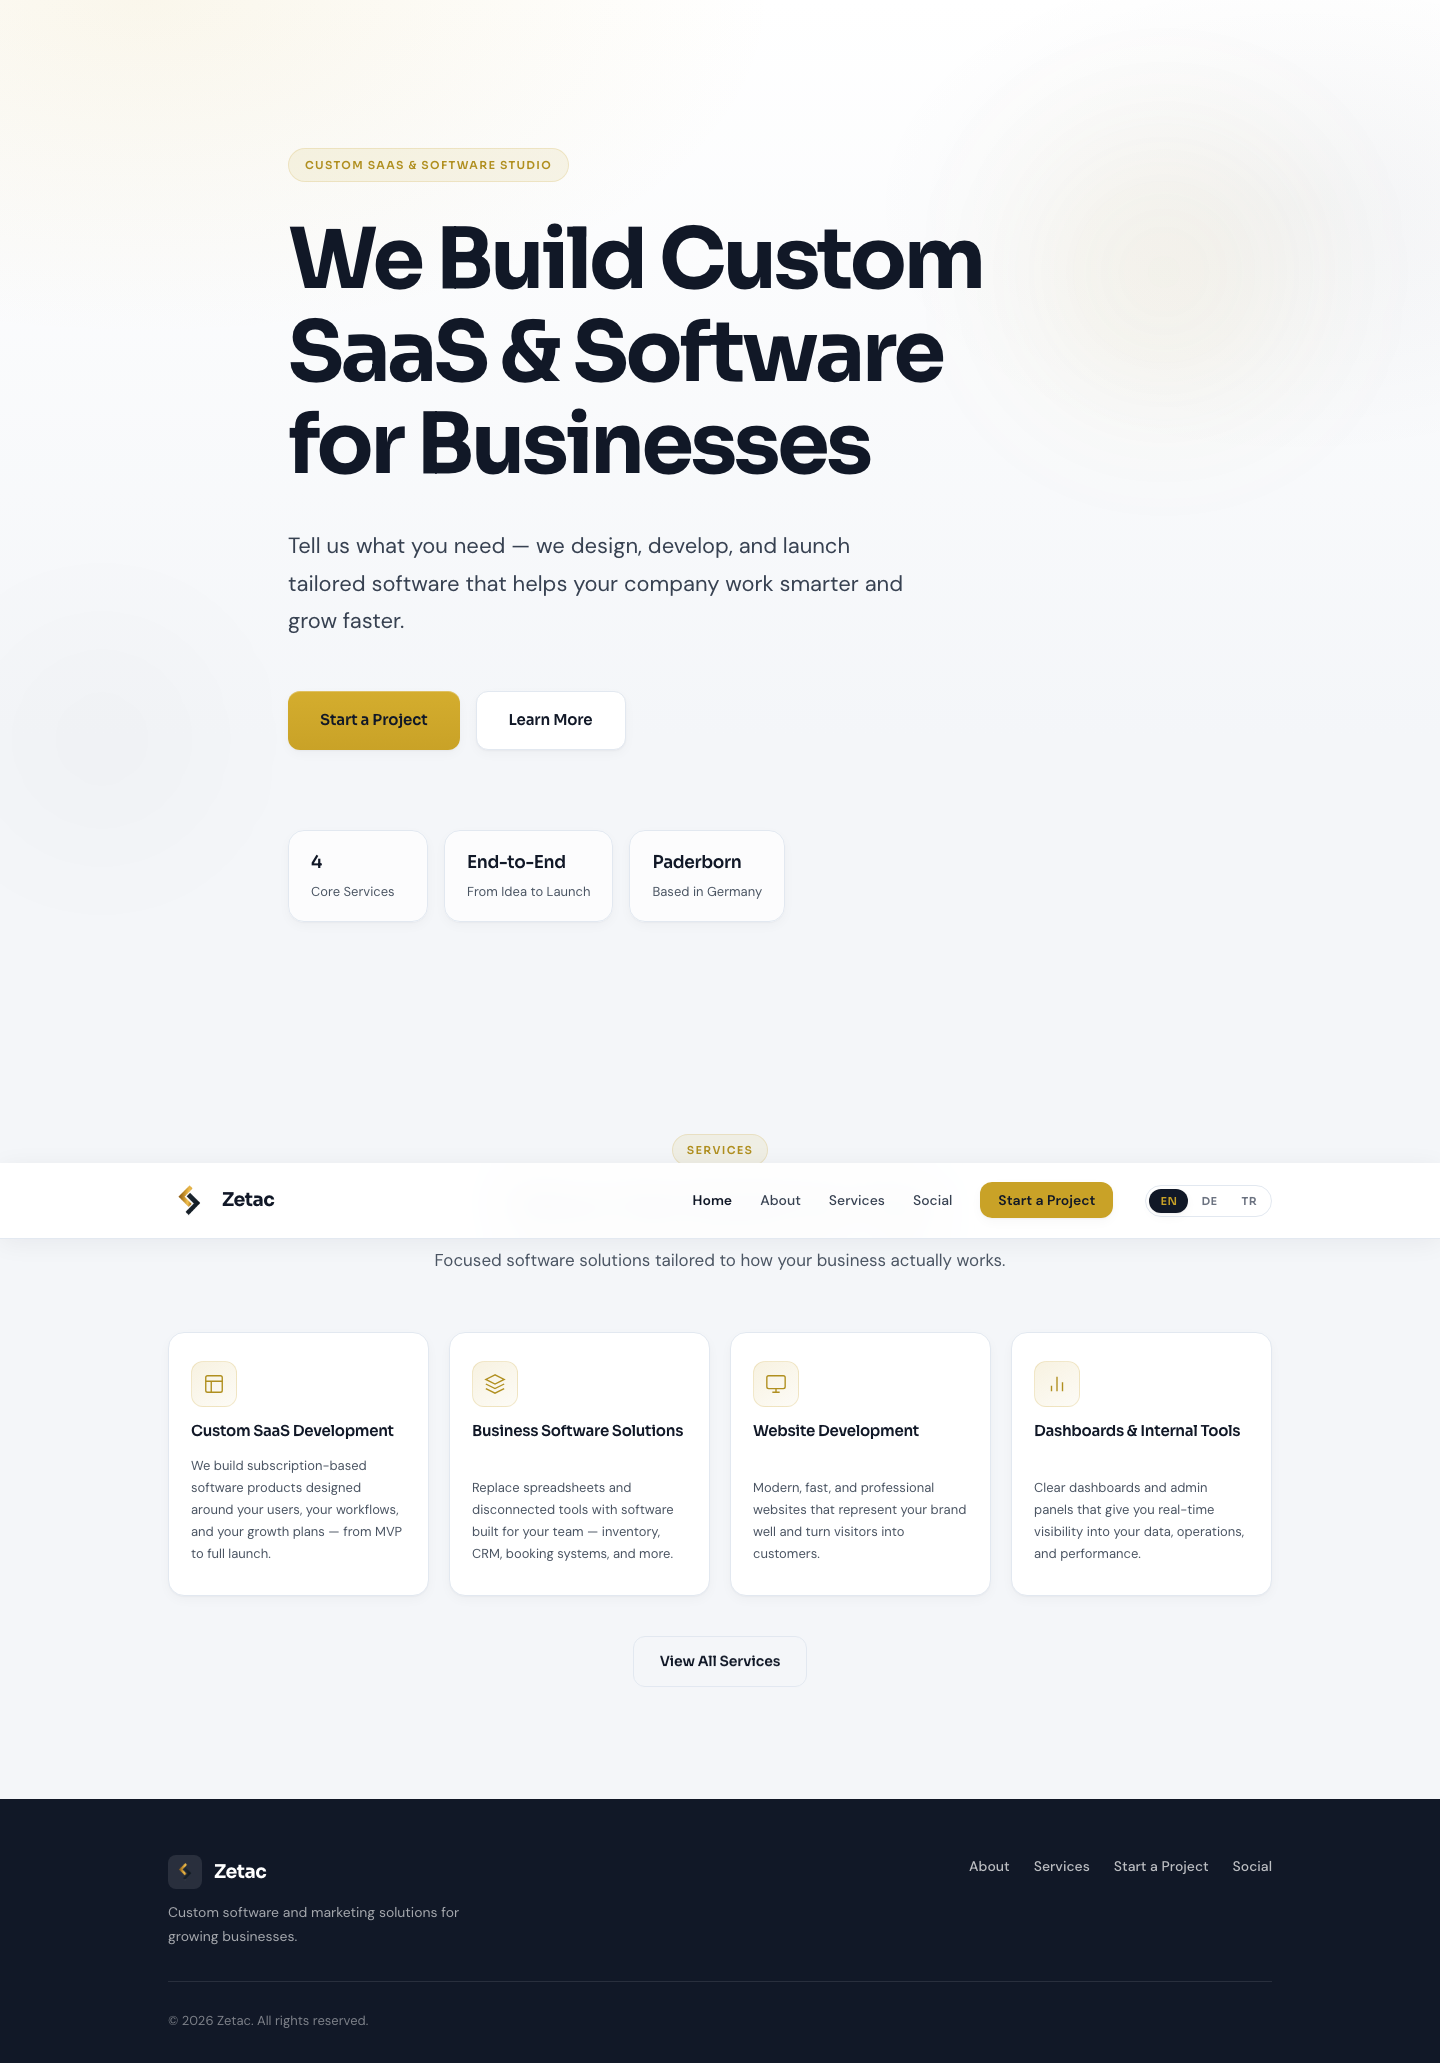 CUSTOM SAAS & SOFTWARE STUDIO
We Build Custom
SaaS & Software
for Businesses
Tell us what you need — we design, develop, and launch
tailored software that helps your company work smarter and
grow faster.
Start a Project
Learn More
4
Core Services
End-to-End
From Idea to Launch
Paderborn
Based in Germany
SERVICES
Zetac
Home
About
Services
Social
Start a Project
EN
DE
TR
Focused software solutions tailored to how your business actually works.
Custom SaaS Development
We build subscription-based
software products designed
around your users, your workflows,
and your growth plans — from MVP
to full launch.
Business Software Solutions
Replace spreadsheets and
disconnected tools with software
built for your team — inventory,
CRM, booking systems, and more.
Website Development
Modern, fast, and professional
websites that represent your brand
well and turn visitors into
customers.
Dashboards & Internal Tools
Clear dashboards and admin
panels that give you real-time
visibility into your data, operations,
and performance.
View All Services
Zetac
Custom software and marketing solutions for
growing businesses.
About
Services
Start a Project
Social
© 2026 Zetac. All rights reserved.